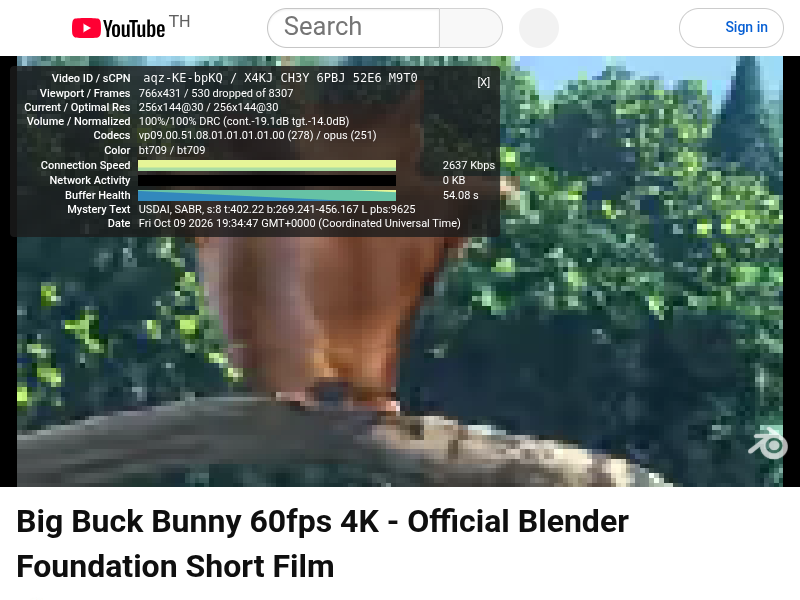 YouTube TH
Search
Sign in
Video ID / sCPN aqz-KE-bpKQ / X4KJ CH3Y 6PBJ 52E6 M9T0
[X]
Viewport / Frames 766x431 / 530 dropped of 8307
Current / Optimal Res 256x144@30 / 256x144@30
Volume / Normalized 100%/100% DRC (cont.-19.1dB tgt.-14.0dB)
Codecs vp09.00.51.08.01.01.01.01.00 (278) / opus (251)
Color bt709 / bt709
Connection Speed 2637 Kbps
Network Activity 0 KB
Buffer Health 54.08 s
Mystery Text USDAI, SABR, s:8 t:402.22 b:269.241-456.167 L pbs:9625
Date Fri Oct 09 2026 19:34:47 GMT+0000 (Coordinated Universal Time)
Big Buck Bunny 60fps 4K - Official Blender
Foundation Short Film